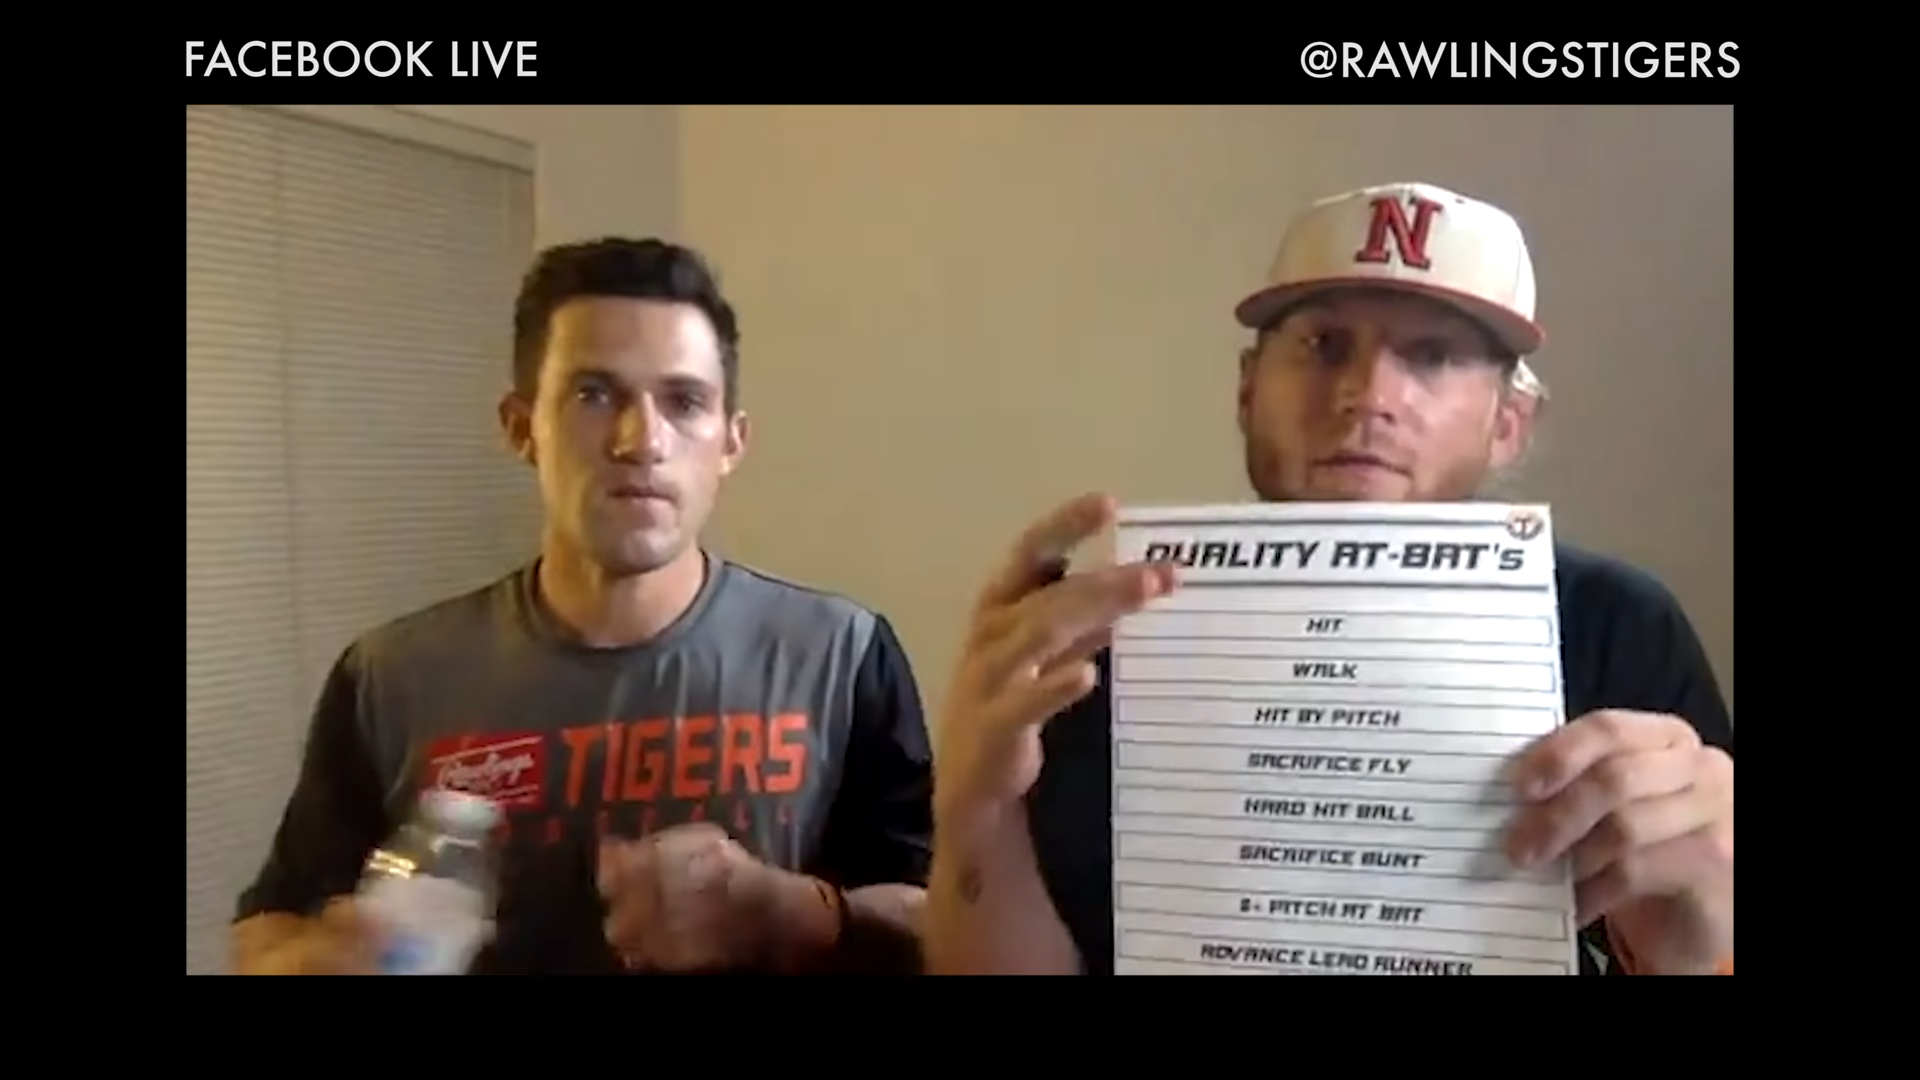 FACEBOOK LIVE
@RAWLINGSTIGERS
Rawlings TIGERS
QUALITY AT-BAT's
HIT
WALK
HIT BY PITCH
SACRIFICE FLY
HARD HIT BALL
SACRIFICE BUNT
PITCH AT BAT
ADVANCE LEAD RUNNER
N